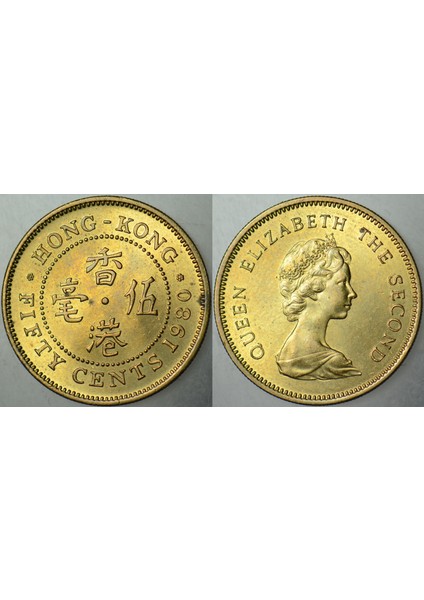 HONG-KONG
香港
伍毫
FIFTY CENTS 1980
QUEEN ELIZABETH THE SECOND